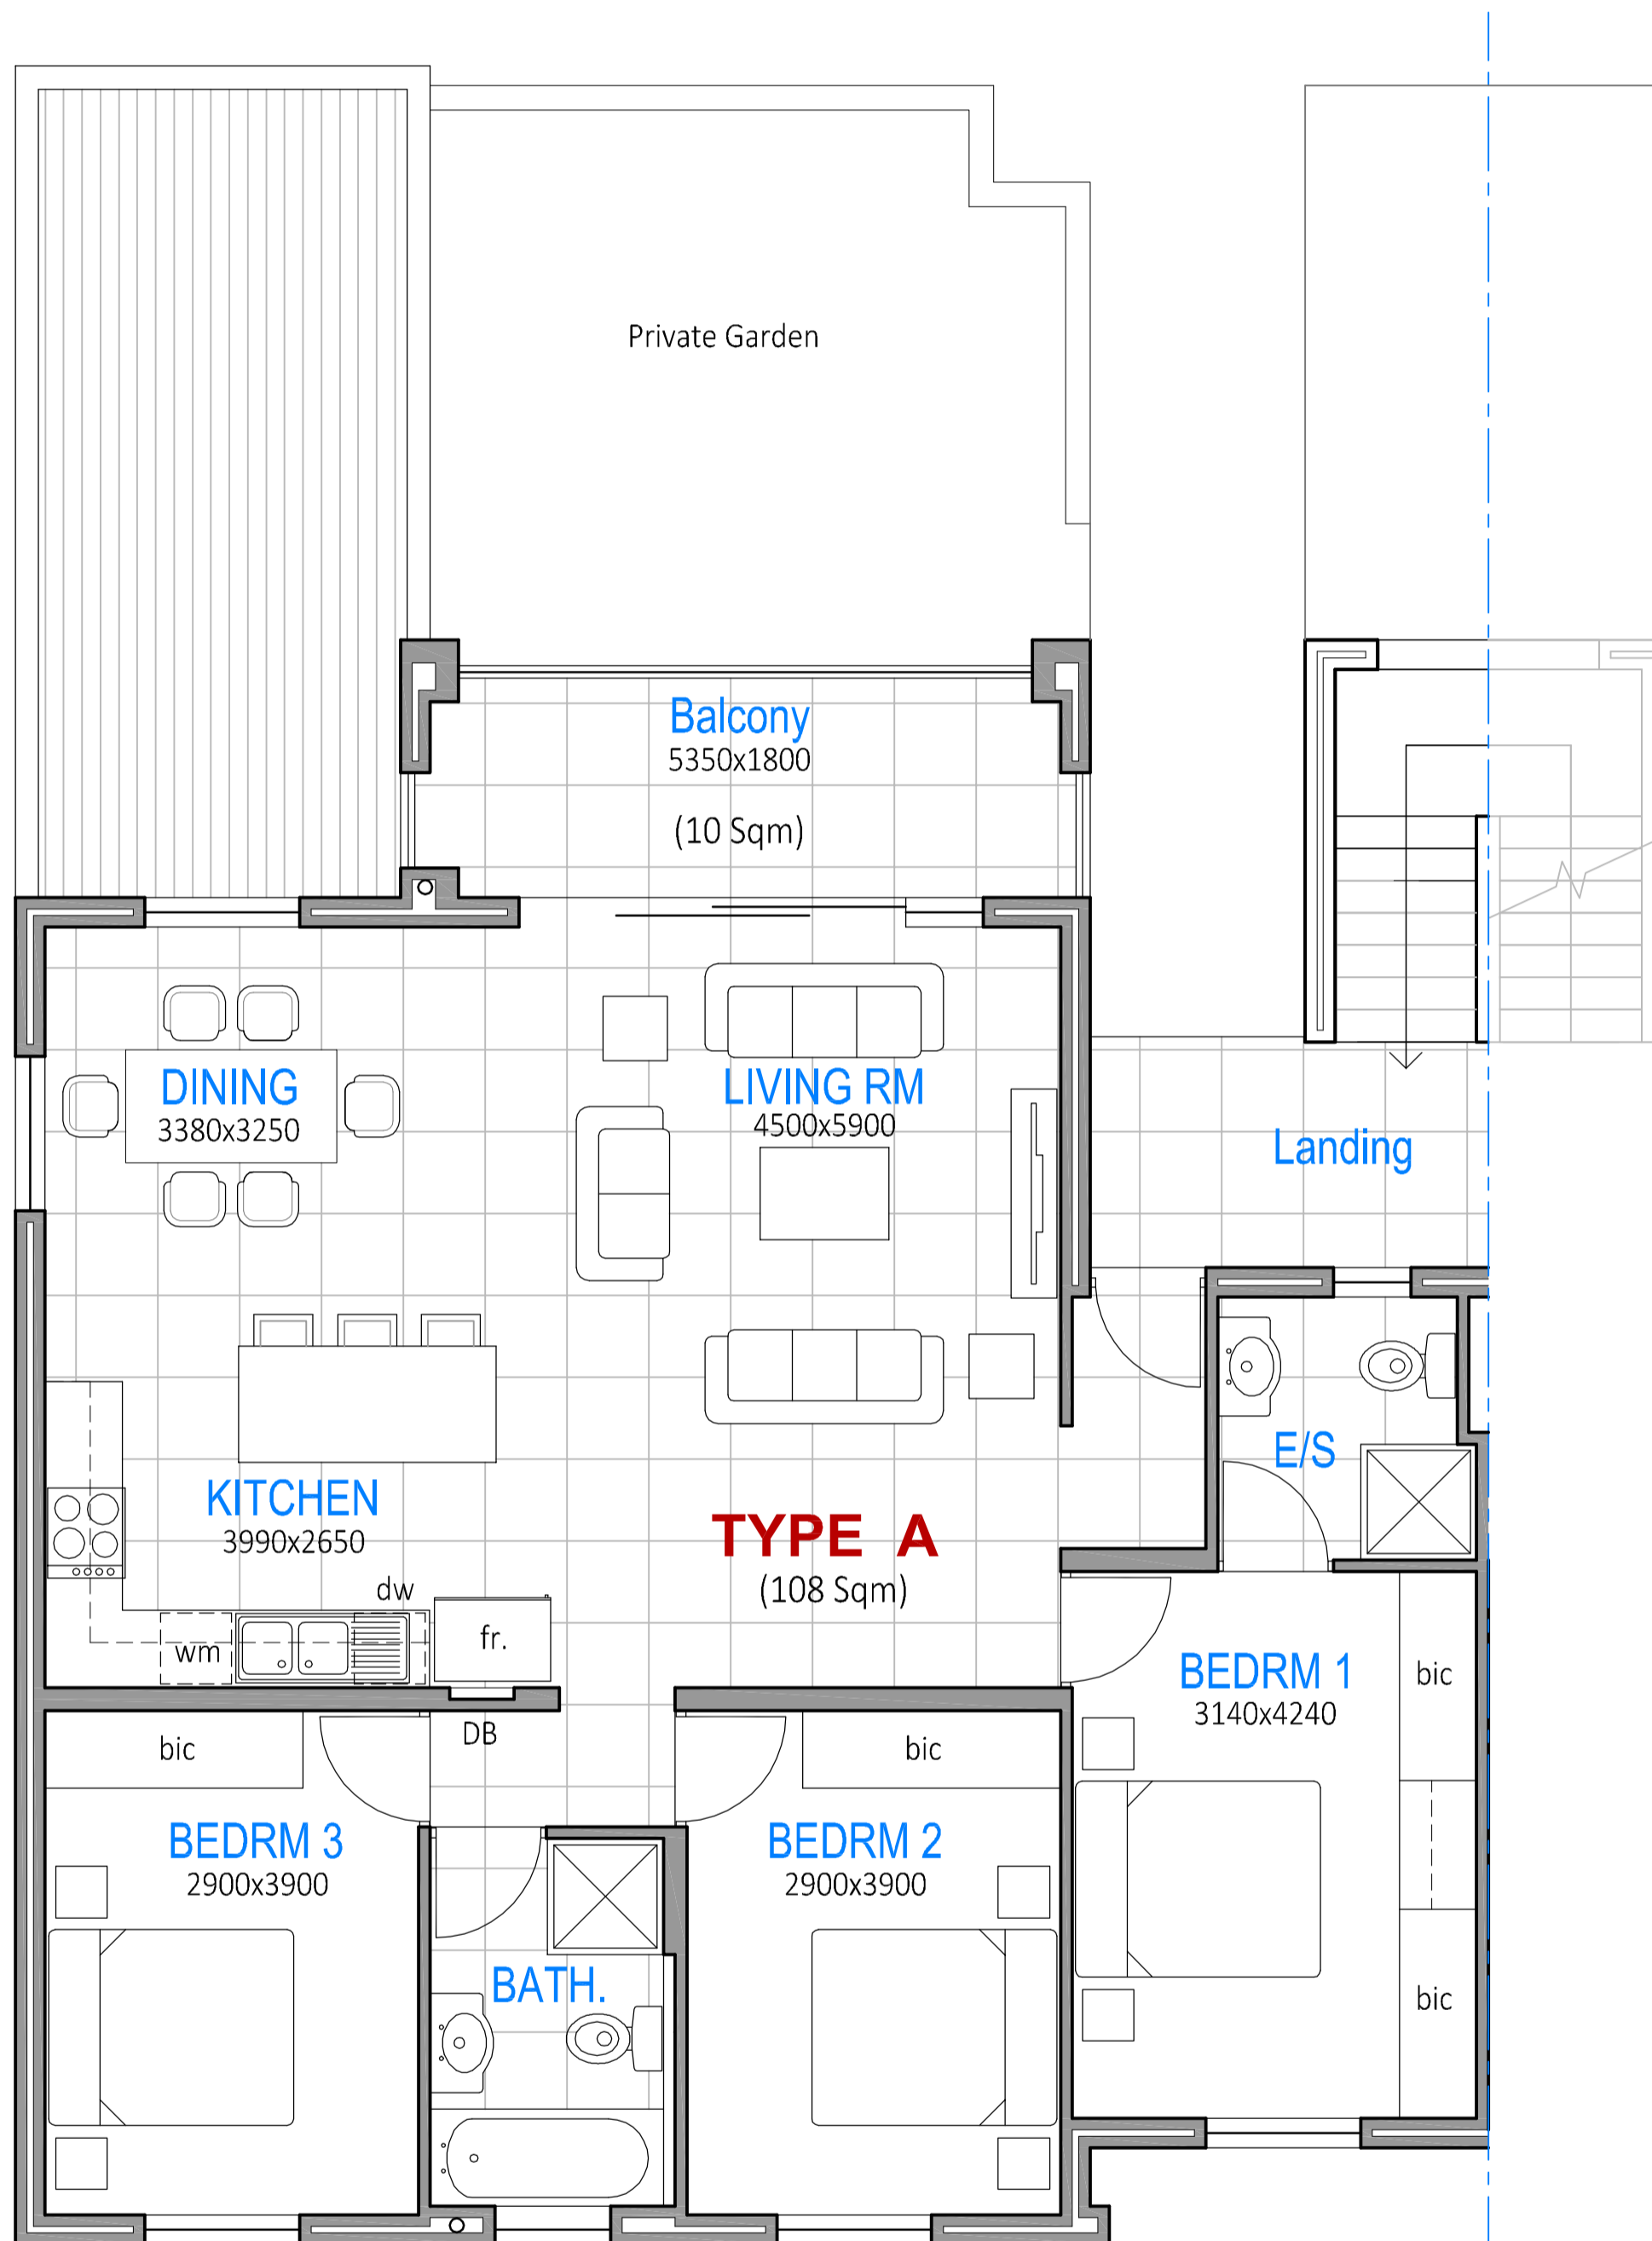 Private Garden
Balcony
5350x1800
(10 Sqm)
DINING
3380x3250
LIVING RM
4500x5900
Landing
E/S
KITCHEN
3990x2650
TYPE A
(108 Sqm)
dw
wm
fr.
BEDRM 1
3140x4240
bic
DB
bic
bic
BEDRM 3
2900x3900
BEDRM 2
2900x3900
BATH.
bic